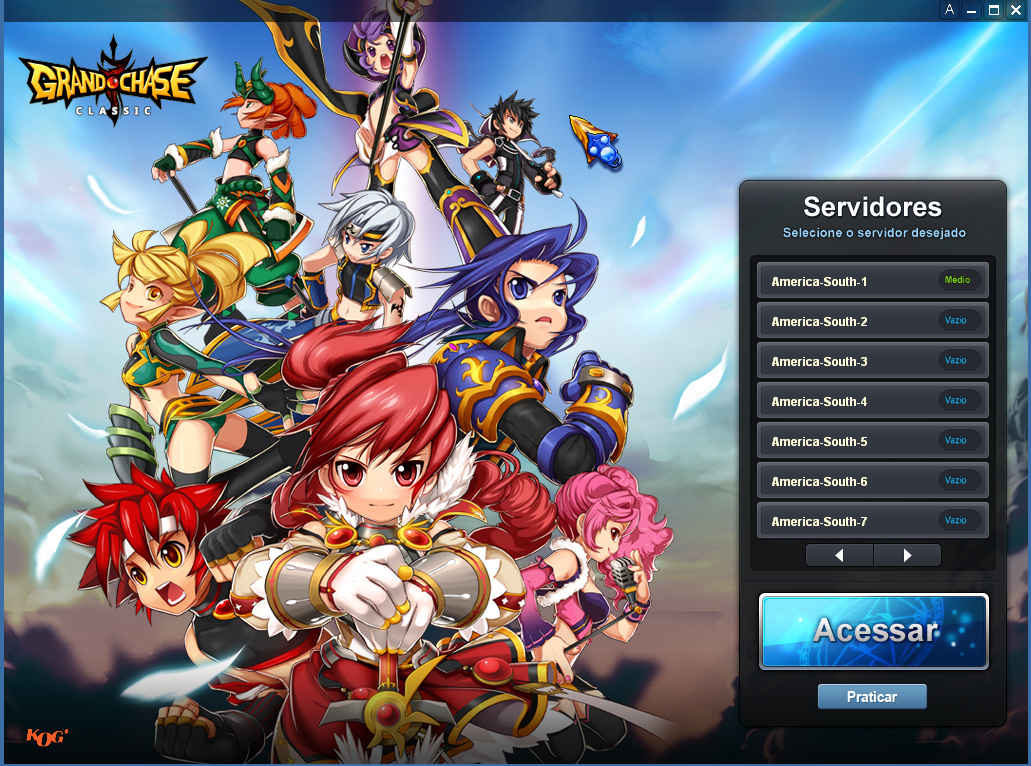 A
GRAND CHASE
CLASSIC
Servidores
Selecione o servidor desejado
America-South-1 Médio
America-South-2 Vazio
America-South-3 Vazio
America-South-4 Vazio
America-South-5 Vazio
America-South-6 Vazio
America-South-7 Vazio
Acessar
Praticar
KOG